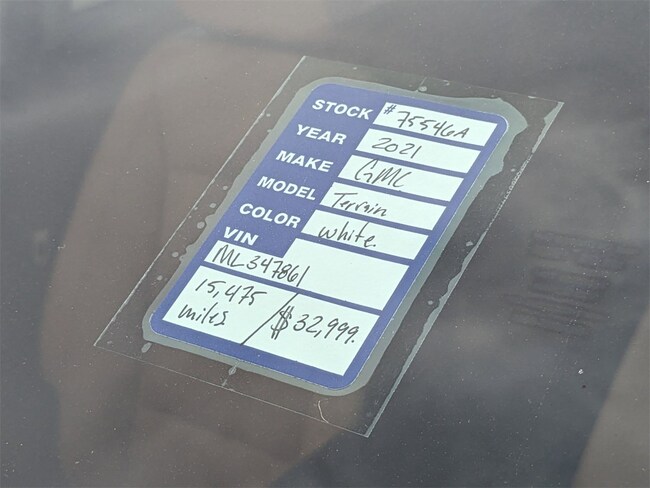 STOCK #75546A
YEAR 2021
MAKE GMC
MODEL Terrain
COLOR white.
VIN
ML347861
15,475 / $32,999.
miles